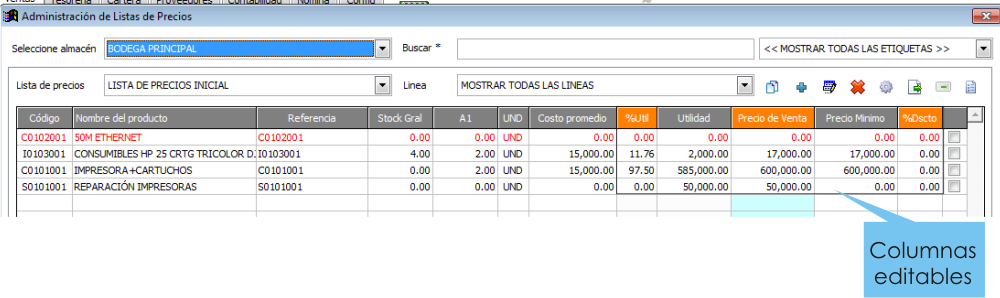 Ventas Tesorería Cartera Proveedores Contabilidad Nómina Config
Administración de Listas de Precios
Seleccione almacén BODEGA PRINCIPAL Buscar * << MOSTRAR TODAS LAS ETIQUETAS >>
Lista de precios LISTA DE PRECIOS INICIAL Linea MOSTRAR TODAS LAS LINEAS
Código Nombre del producto Referencia Stock Gral A1 UND Costo promedio %Util Utilidad Precio de Venta Precio Minimo %Dscto
C0102001 50M ETHERNET C0102001 0.00 0.00 UND 0.00 0.00 0.00 0.00 0.00 0.00
I0103001 CONSUMIBLES HP 25 CRTG TRICOLOR D. I0103001 4.00 2.00 UND 15,000.00 11.76 2,000.00 17,000.00 17,000.00 0.00
C0101001 IMPRESORA+CARTUCHOS C0101001 0.00 2.00 UND 15,000.00 97.50 585,000.00 600,000.00 600,000.00 0.00
S0101001 REPARACIÓN IMPRESORAS S0101001 0.00 0.00 UND 0.00 0.00 50,000.00 50,000.00 0.00 0.00
Columnas
editables